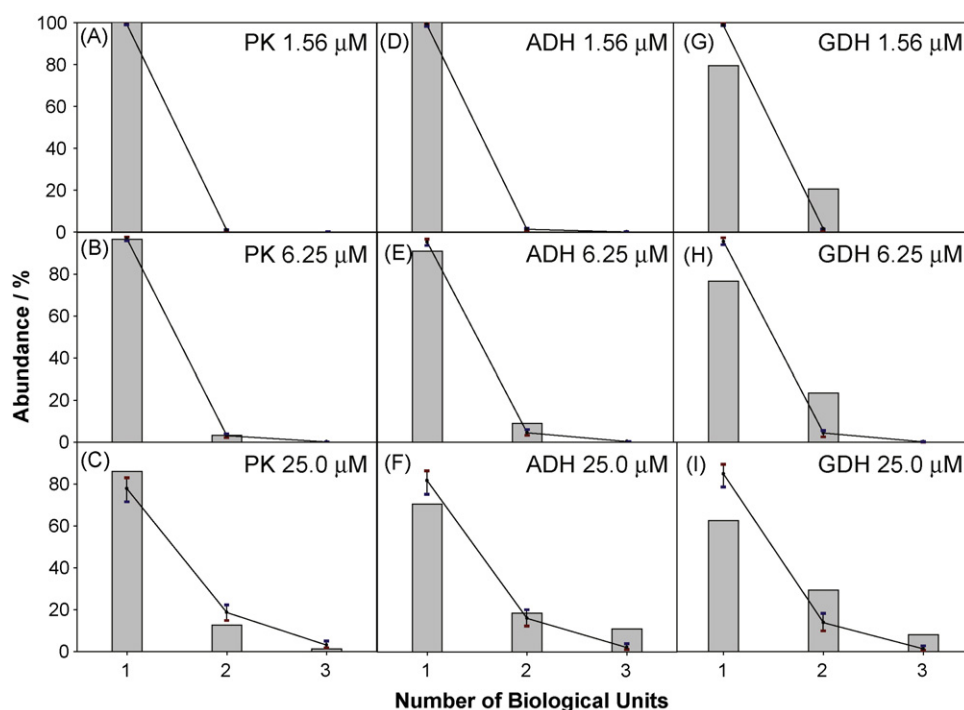 100
80
60
40
20
0
(A)
PK 1.56 μM
(D)
ADH 1.56 μM
(G)
GDH 1.56 μM
80
60
40
20
0
(B)
PK 6.25 μM
(E)
ADH 6.25 μM
(H)
GDH 6.25 μM
80
60
40
20
0
(C)
PK 25.0 μM
(F)
ADH 25.0 μM
(I)
GDH 25.0 μM
Abundance / %
1 2 3 1 2 3 1 2 3
Number of Biological Units